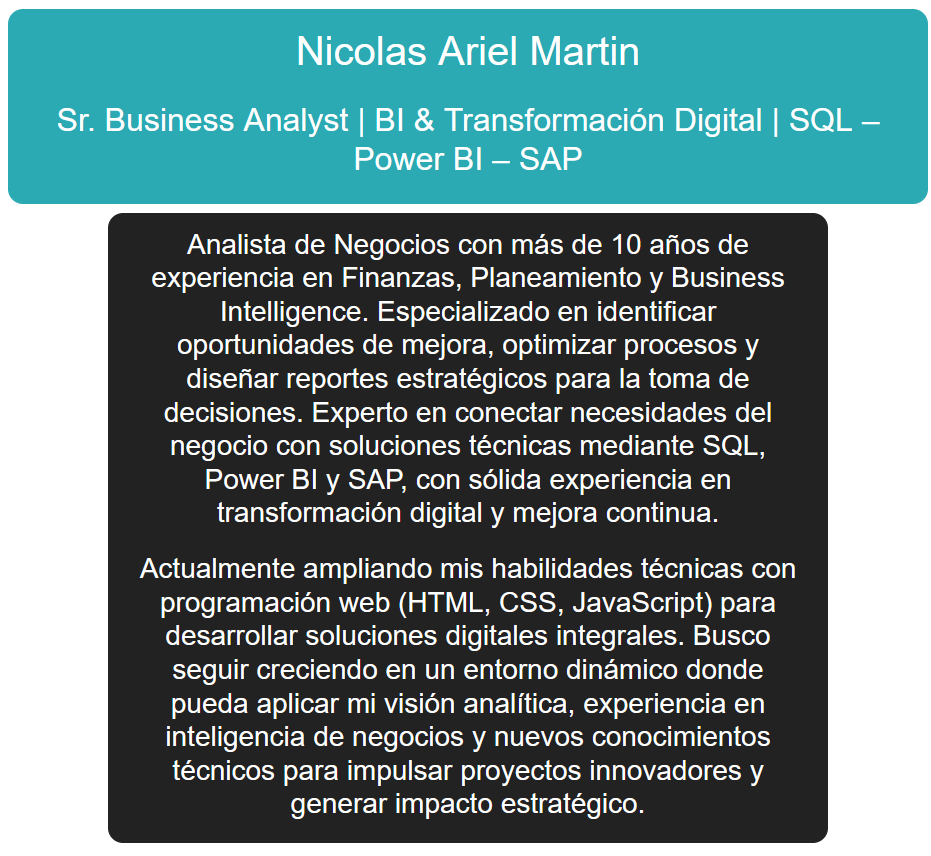 Nicolas Ariel Martin
Sr. Business Analyst | BI & Transformación Digital | SQL –
Power BI – SAP
Analista de Negocios con más de 10 años de
experiencia en Finanzas, Planeamiento y Business
Intelligence. Especializado en identificar
oportunidades de mejora, optimizar procesos y
diseñar reportes estratégicos para la toma de
decisiones. Experto en conectar necesidades del
negocio con soluciones técnicas mediante SQL,
Power BI y SAP, con sólida experiencia en
transformación digital y mejora continua.
Actualmente ampliando mis habilidades técnicas con
programación web (HTML, CSS, JavaScript) para
desarrollar soluciones digitales integrales. Busco
seguir creciendo en un entorno dinámico donde
pueda aplicar mi visión analítica, experiencia en
inteligencia de negocios y nuevos conocimientos
técnicos para impulsar proyectos innovadores y
generar impacto estratégico.